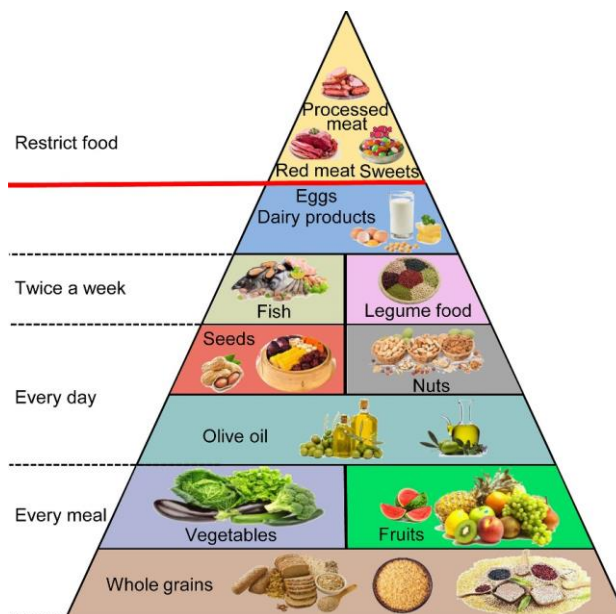 Processed
meat
Restrict food
Red meat
Sweets
Eggs
Dairy products
Twice a week
Fish
Legume food
Seeds
Nuts
Every day
Olive oil
Every meal
Vegetables
Fruits
Whole grains